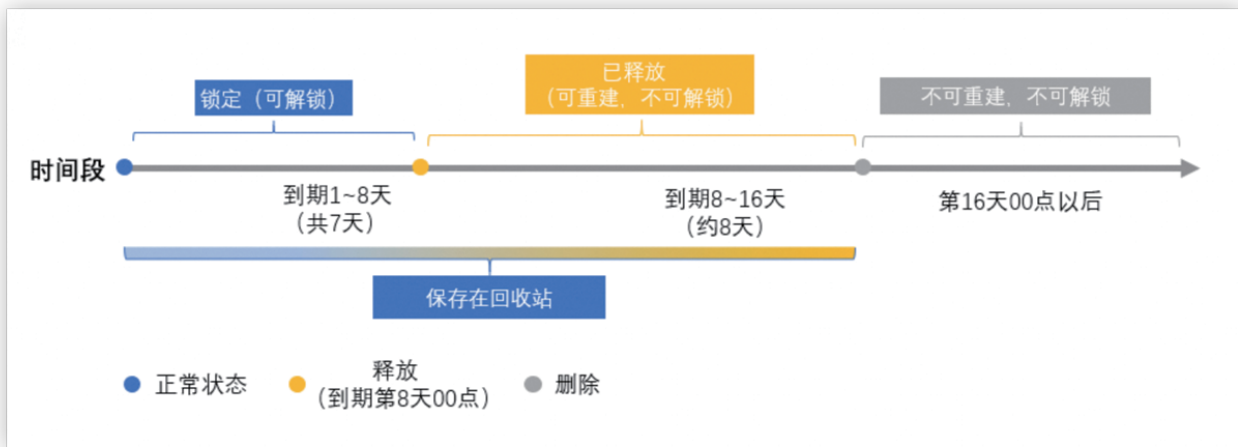 锁定（可解锁）
已释放
（可重建，不可解锁）
不可重建，不可解锁
时间段
到期1~8天
（共7天）
到期8~16天
（约8天）
第16天00点以后
保存在回收站
正常状态
释放
（到期第8天00点）
删除